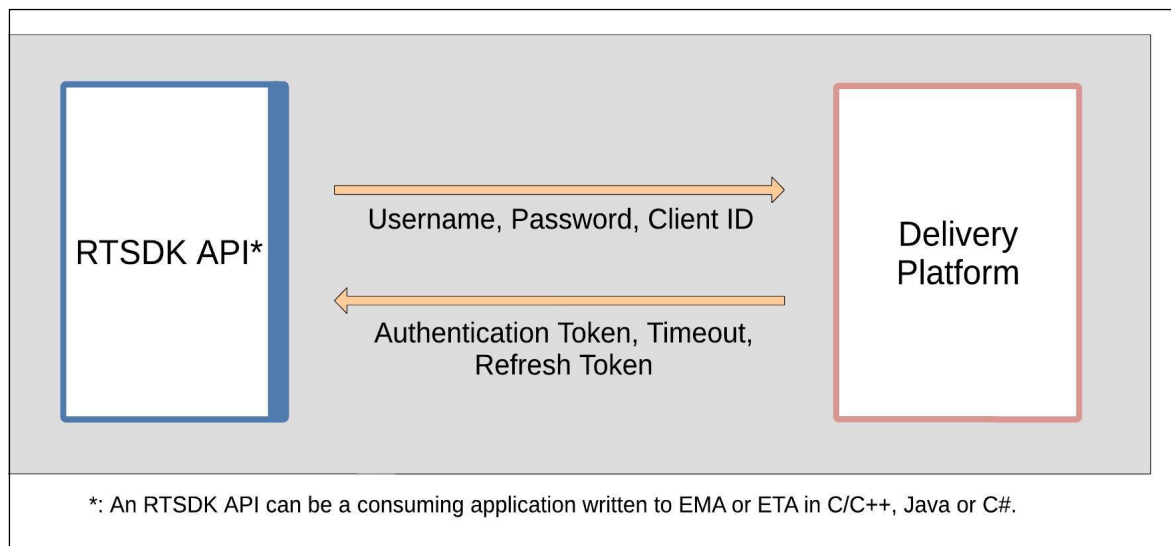 RTSDK API*
Username, Password, Client ID
Authentication Token, Timeout,
Refresh Token
Delivery
Platform
*: An RTSDK API can be a consuming application written to EMA or ETA in C/C++, Java or C#.